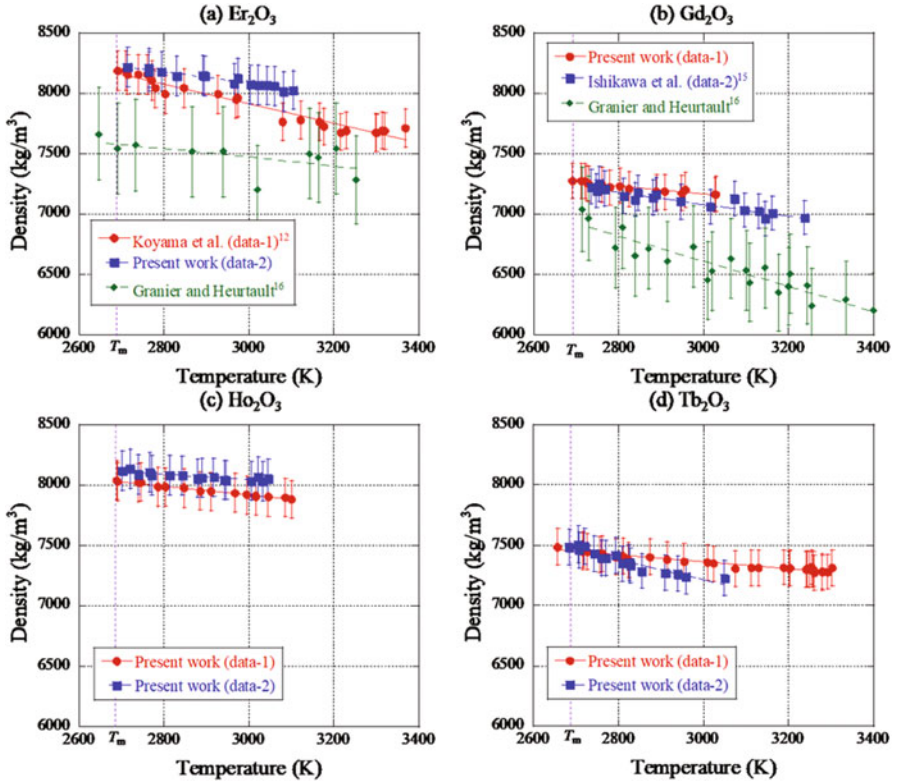 (a) Er₂O₃
8500
8000
7500
7000
6500
6000
Density (kg/m³)
Koyama et al. (data-1)¹²
Present work (data-2)
Granier and Heurtault¹⁶
2600 Tm 2800 3000 3200 3400
Temperature (K)
(b) Gd₂O₃
8500
8000
7500
7000
6500
6000
Density (kg/m³)
Present work (data-1)
Ishikawa et al. (data-2)¹⁵
Granier and Heurtault¹⁶
2600 Tm 2800 3000 3200 3400
Temperature (K)
(c) Ho₂O₃
8500
8000
7500
7000
6500
6000
Density (kg/m³)
Present work (data-1)
Present work (data-2)
2600 Tm 2800 3000 3200 3400
Temperature (K)
(d) Tb₂O₃
8500
8000
7500
7000
6500
6000
Density (kg/m³)
Present work (data-1)
Present work (data-2)
2600 Tm 2800 3000 3200 3400
Temperature (K)